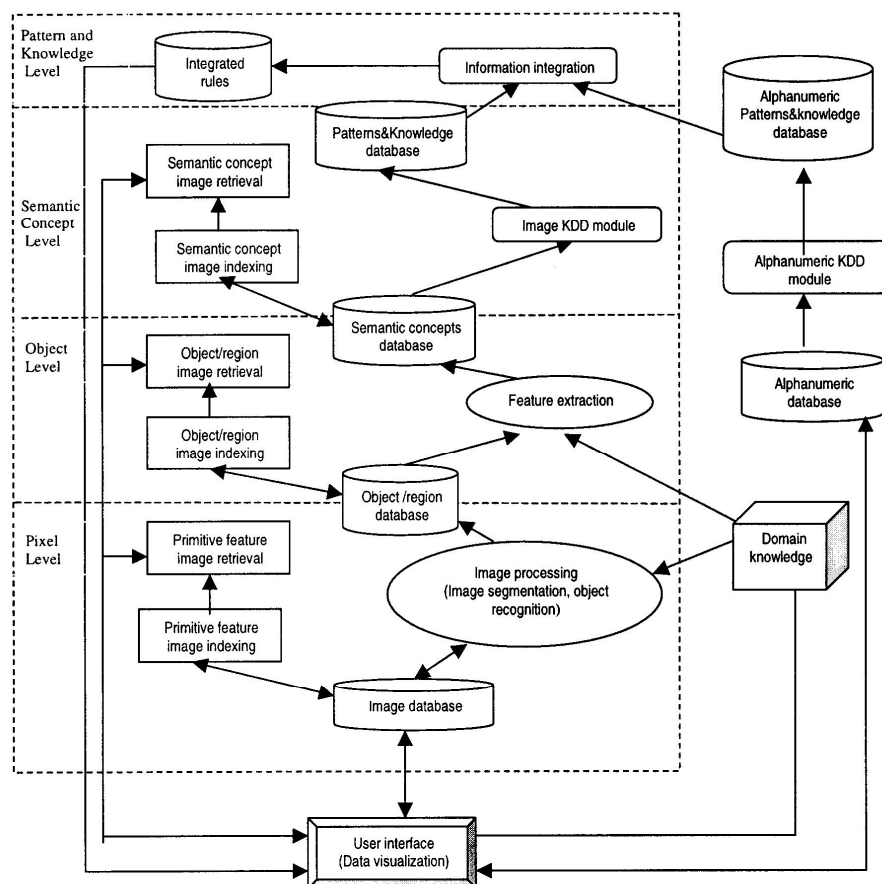 Pattern and
Knowledge
Level
Integrated
rules
Information integration
Alphanumeric
Patterns&knowledge
database
Patterns&Knowledge
database
Semantic concept
image retrieval
Semantic
Concept
Level
Image KDD module
Semantic concept
image indexing
Alphanumeric KDD
module
Semantic concepts
database
Object
Level
Object/region
image retrieval
Alphanumeric
database
Feature extraction
Object/region
image indexing
Object /region
database
Pixel
Level
Primitive feature
image retrieval
Domain
knowledge
Image processing
(Image segmentation, object
recognition)
Primitive feature
image indexing
Image database
User interface
(Data visualization)